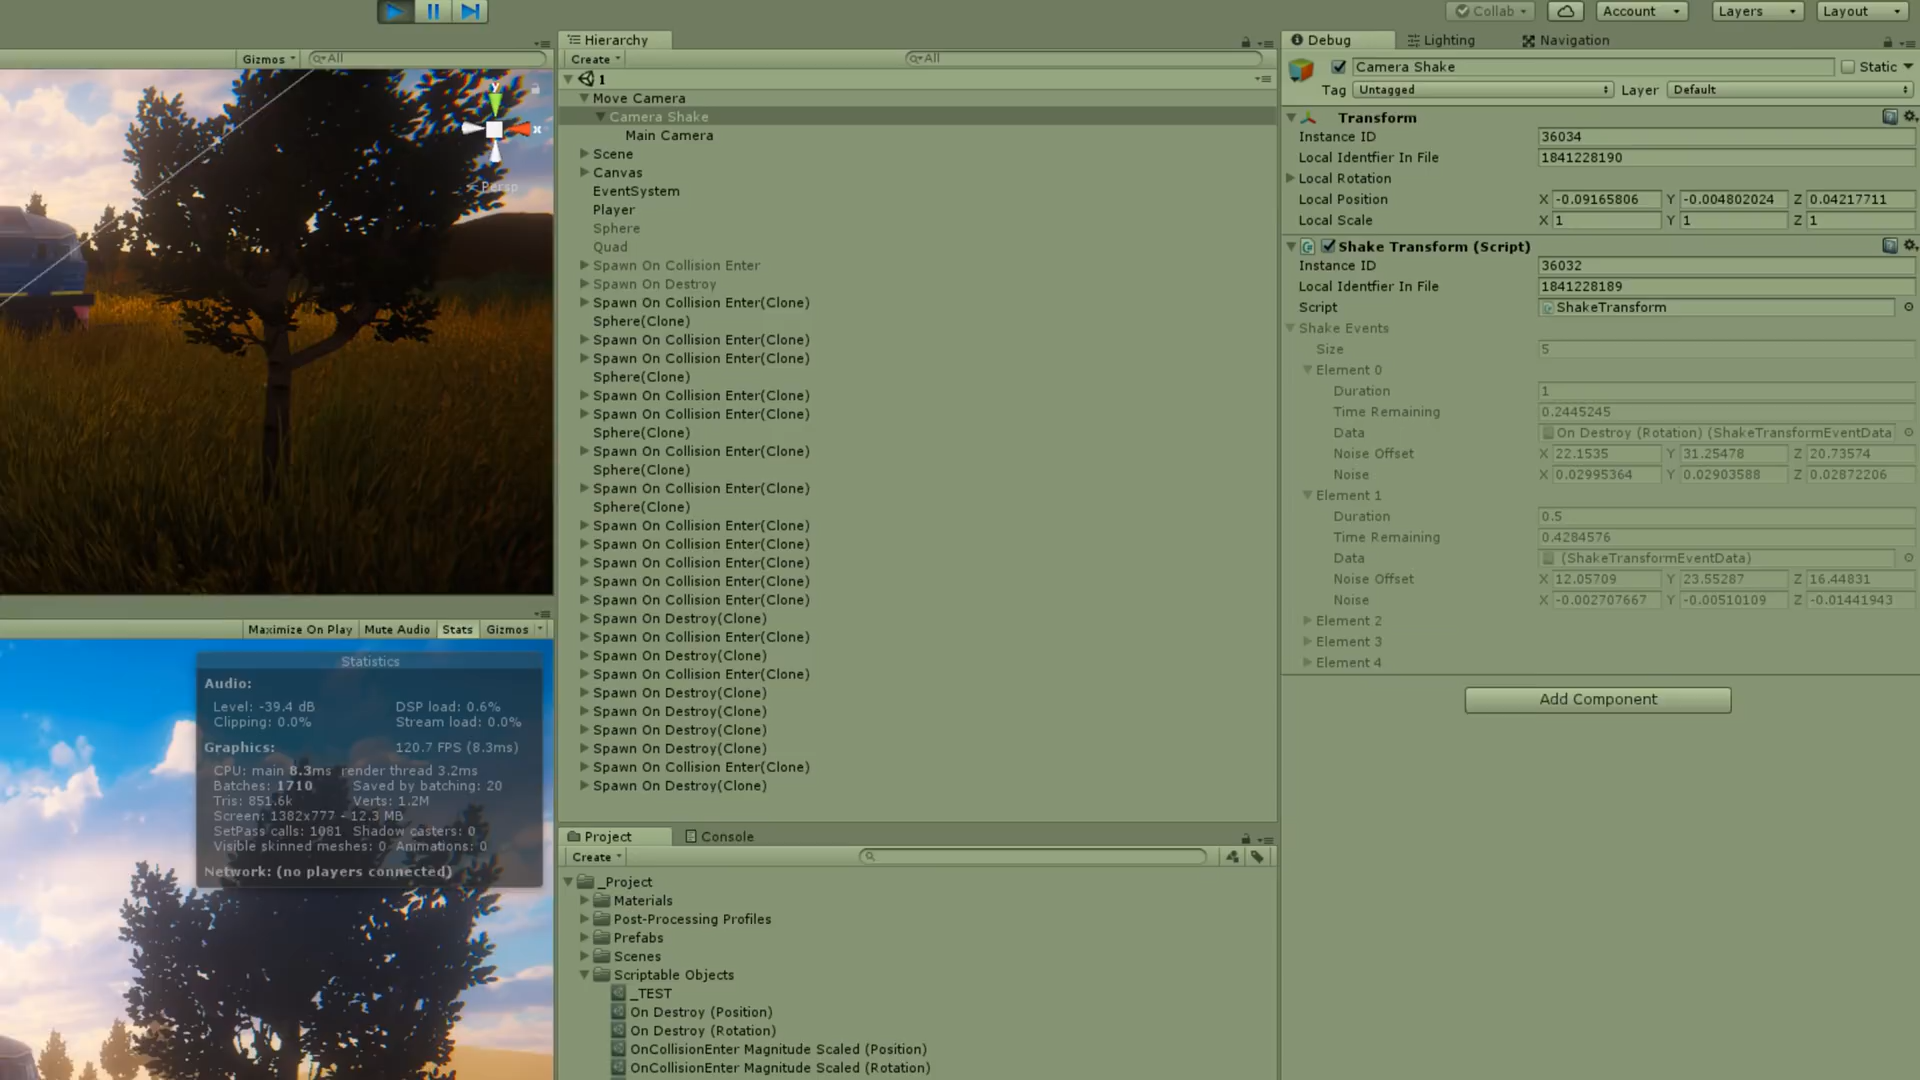 Collab
Account
Layers
Layout
Gizmos
All
y
x
Persp
Hierarchy
Create
All
1
Move Camera
Camera Shake
Main Camera
Scene
Canvas
EventSystem
Player
Sphere
Quad
Spawn On Collision Enter
Spawn On Destroy
Spawn On Collision Enter(Clone)
Sphere(Clone)
Spawn On Collision Enter(Clone)
Spawn On Collision Enter(Clone)
Sphere(Clone)
Spawn On Collision Enter(Clone)
Spawn On Collision Enter(Clone)
Sphere(Clone)
Spawn On Collision Enter(Clone)
Sphere(Clone)
Spawn On Collision Enter(Clone)
Sphere(Clone)
Spawn On Collision Enter(Clone)
Spawn On Collision Enter(Clone)
Spawn On Collision Enter(Clone)
Spawn On Collision Enter(Clone)
Spawn On Collision Enter(Clone)
Spawn On Destroy(Clone)
Spawn On Collision Enter(Clone)
Spawn On Destroy(Clone)
Spawn On Collision Enter(Clone)
Spawn On Destroy(Clone)
Spawn On Destroy(Clone)
Spawn On Destroy(Clone)
Spawn On Destroy(Clone)
Spawn On Collision Enter(Clone)
Spawn On Destroy(Clone)
Debug Lighting Navigation
Camera Shake Static
Tag Untagged Layer Default
Transform
Instance ID 36034
Local Identfier In File 1841228190
Local Rotation
Local Position X -0.09165806 Y -0.004802024 Z 0.04217711
Local Scale X 1 Y 1 Z 1
Shake Transform (Script)
Instance ID 36032
Local Identfier In File 1841228189
Script ShakeTransform
Shake Events
Size 5
Element 0
Duration 1
Time Remaining 0.2445245
Data On Destroy (Rotation) (ShakeTransformEventData
Noise Offset X 22.1535 Y 31.25478 Z 20.73574
Noise X 0.02995364 Y 0.02903588 Z 0.02872206
Element 1
Duration 0.5
Time Remaining 0.4284576
Data (ShakeTransformEventData)
Noise Offset X 12.05709 Y 23.55287 Z 16.44831
Noise X -0.002707667 Y -0.00510109 Z -0.01441943
Element 2
Element 3
Element 4
Add Component
Maximize On Play Mute Audio Stats Gizmos
Statistics
Audio:
Level: -39.4 dB DSP load: 0.6%
Clipping: 0.0% Stream load: 0.0%
Graphics: 120.7 FPS (8.3ms)
CPU: main 8.3ms render thread 3.2ms
Batches: 1710 Saved by batching: 20
Tris: 851.6k Verts: 1.2M
Screen: 1382x777 - 12.3 MB
SetPass calls: 1081 Shadow casters: 0
Visible skinned meshes: 0 Animations: 0
Network: (no players connected)
Project Console
Create
_Project
Materials
Post-Processing Profiles
Prefabs
Scenes
Scriptable Objects
_TEST
On Destroy (Position)
On Destroy (Rotation)
OnCollisionEnter Magnitude Scaled (Position)
OnCollisionEnter Magnitude Scaled (Rotation)